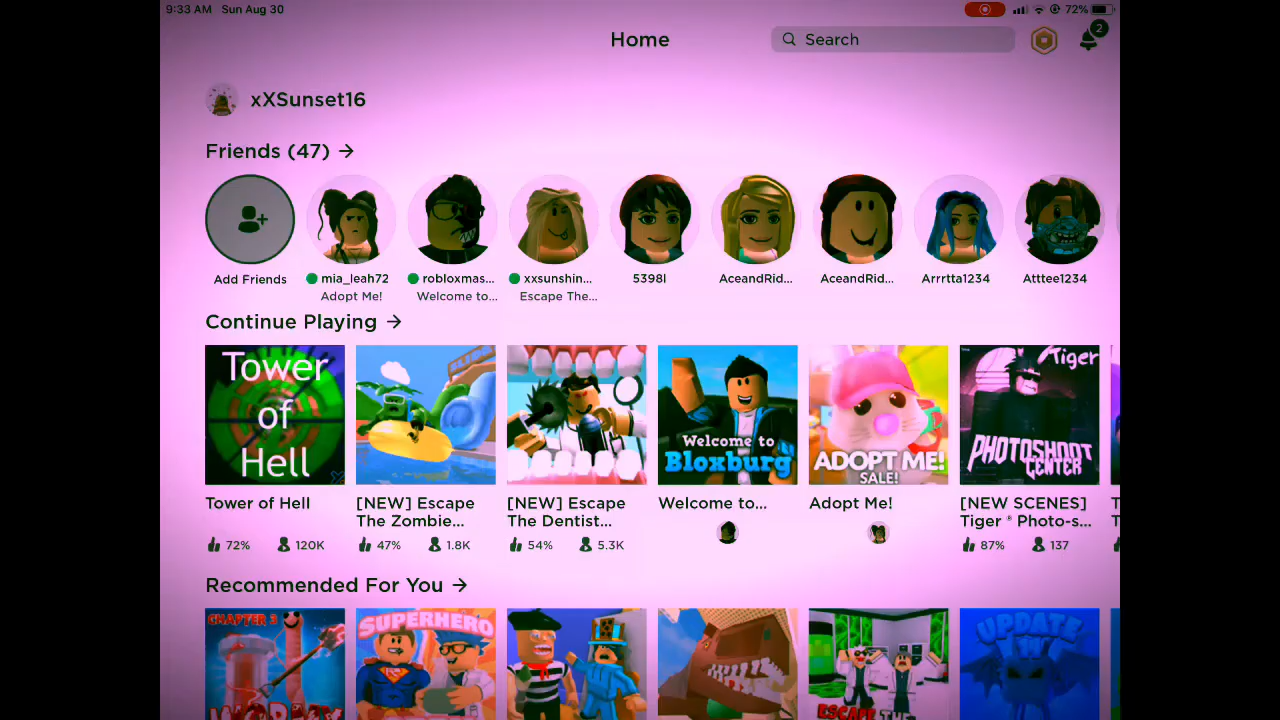 9:33 AM Sun Aug 30
72%
Home
Search
2
xXSunset16
Friends (47) →
Add Friends
mia_leah72
Adopt Me!
robloxmas...
Welcome to...
xxsunshin...
Escape The...
5398l
AceandRid...
AceandRid...
Arrrtta1234
Atttee1234
Continue Playing →
Tower
of
Hell
Welcome to
Bloxburg
ADOPT ME!
SALE!
Tiger
PHOTOSHOOT
CENTER
Tower of Hell
72% 120K
[NEW] Escape
The Zombie...
47% 1.8K
[NEW] Escape
The Dentist...
54% 5.3K
Welcome to...
Adopt Me!
[NEW SCENES]
Tiger ® Photo-s...
87% 137
Recommended For You →
CHAPTER 3
SUPERHERO
ESCAPE THE
UPDATE